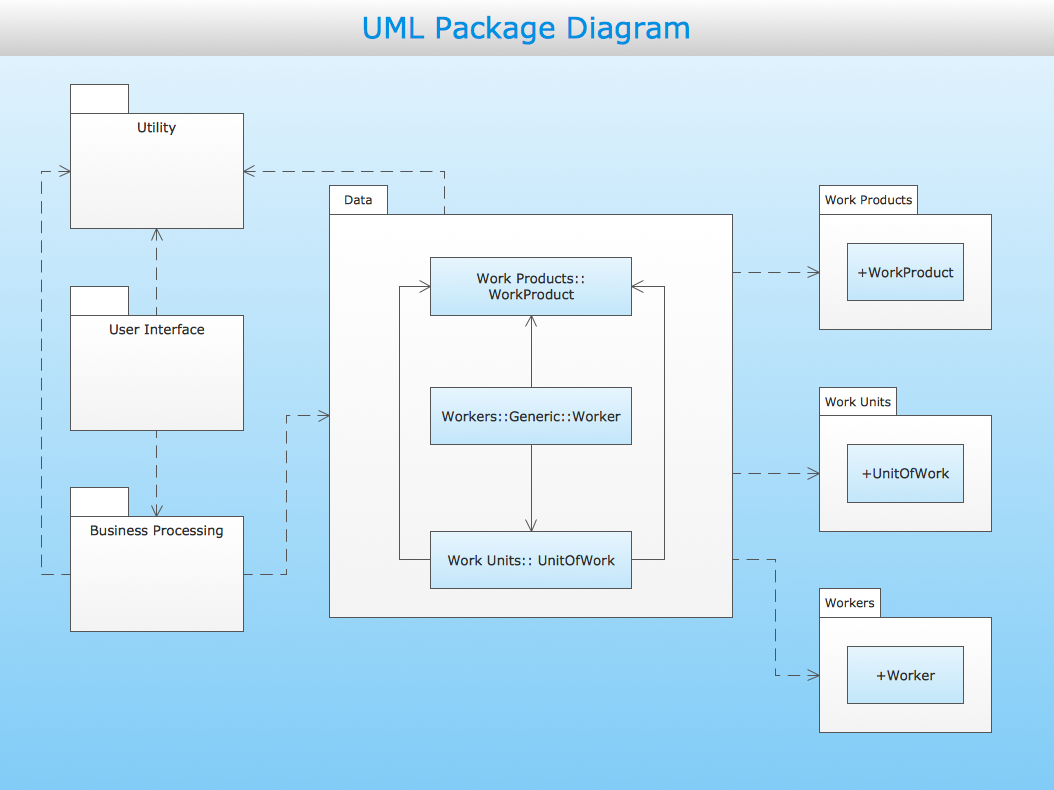 UML Package Diagram
Utility
User Interface
Business Processing
Data
Work Products::
WorkProduct
Workers::Generic::Worker
Work Units:: UnitOfWork
Work Products
+WorkProduct
Work Units
+UnitOfWork
Workers
+Worker